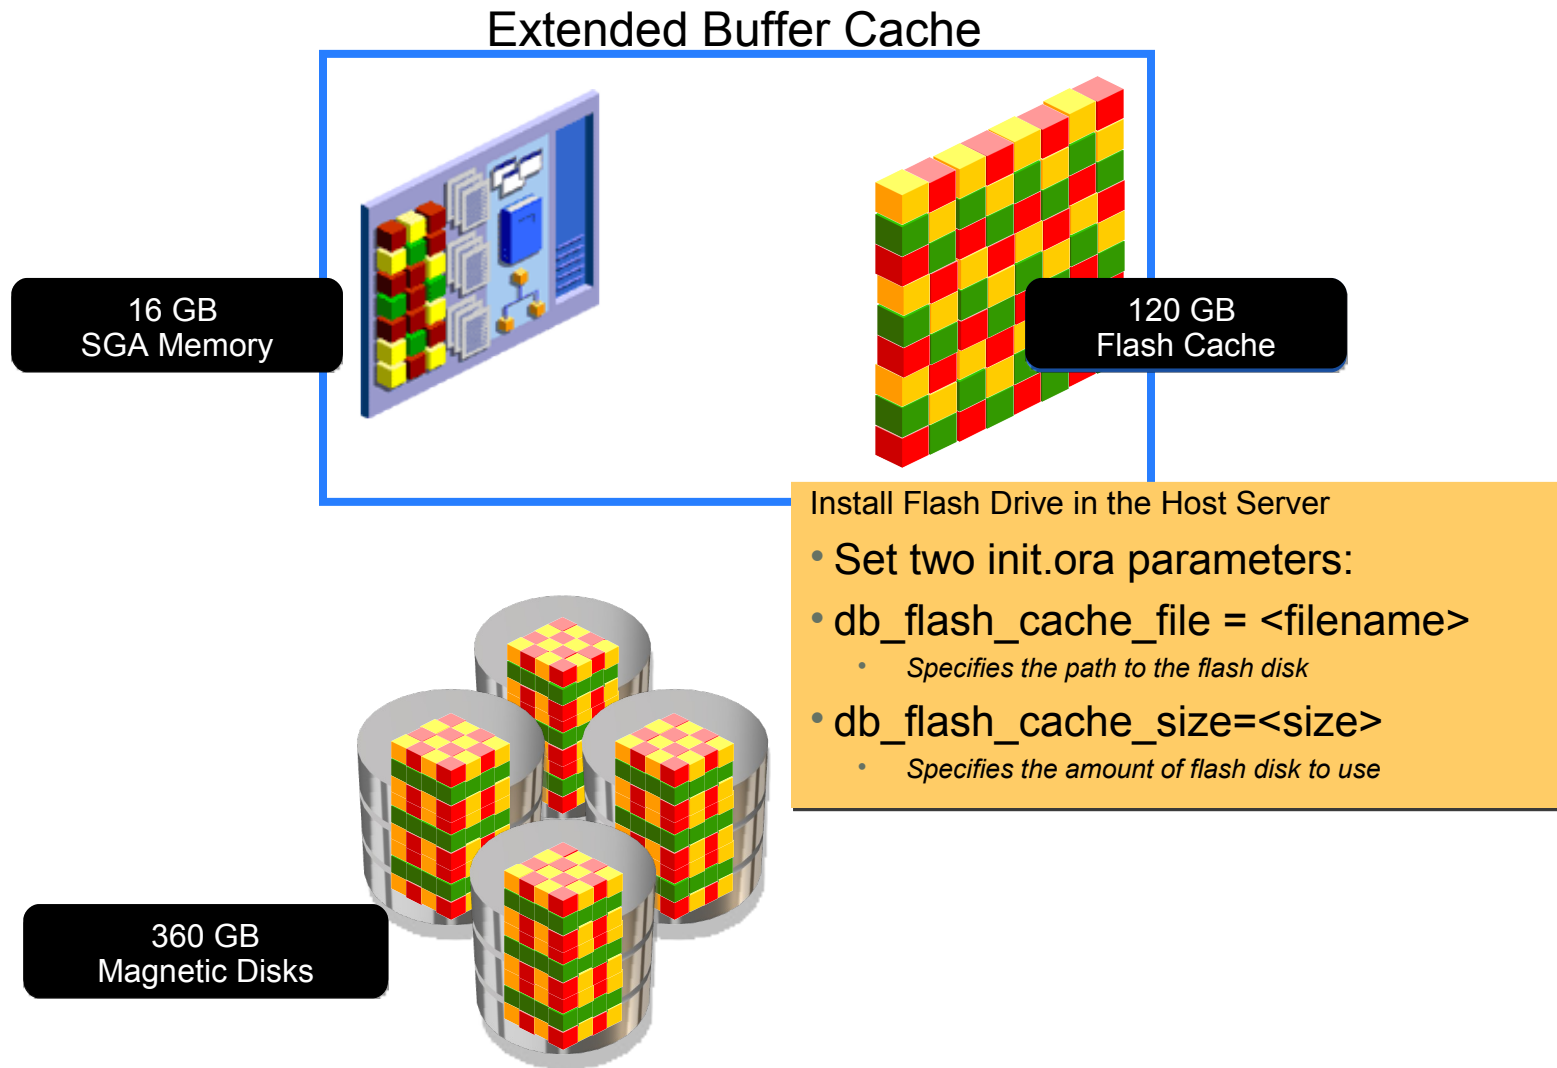 Extended Buffer Cache
16 GB
SGA Memory
120 GB
Flash Cache
Install Flash Drive in the Host Server
• Set two init.ora parameters:
• db_flash_cache_file = <filename>
• Specifies the path to the flash disk
• db_flash_cache_size=<size>
• Specifies the amount of flash disk to use
360 GB
Magnetic Disks